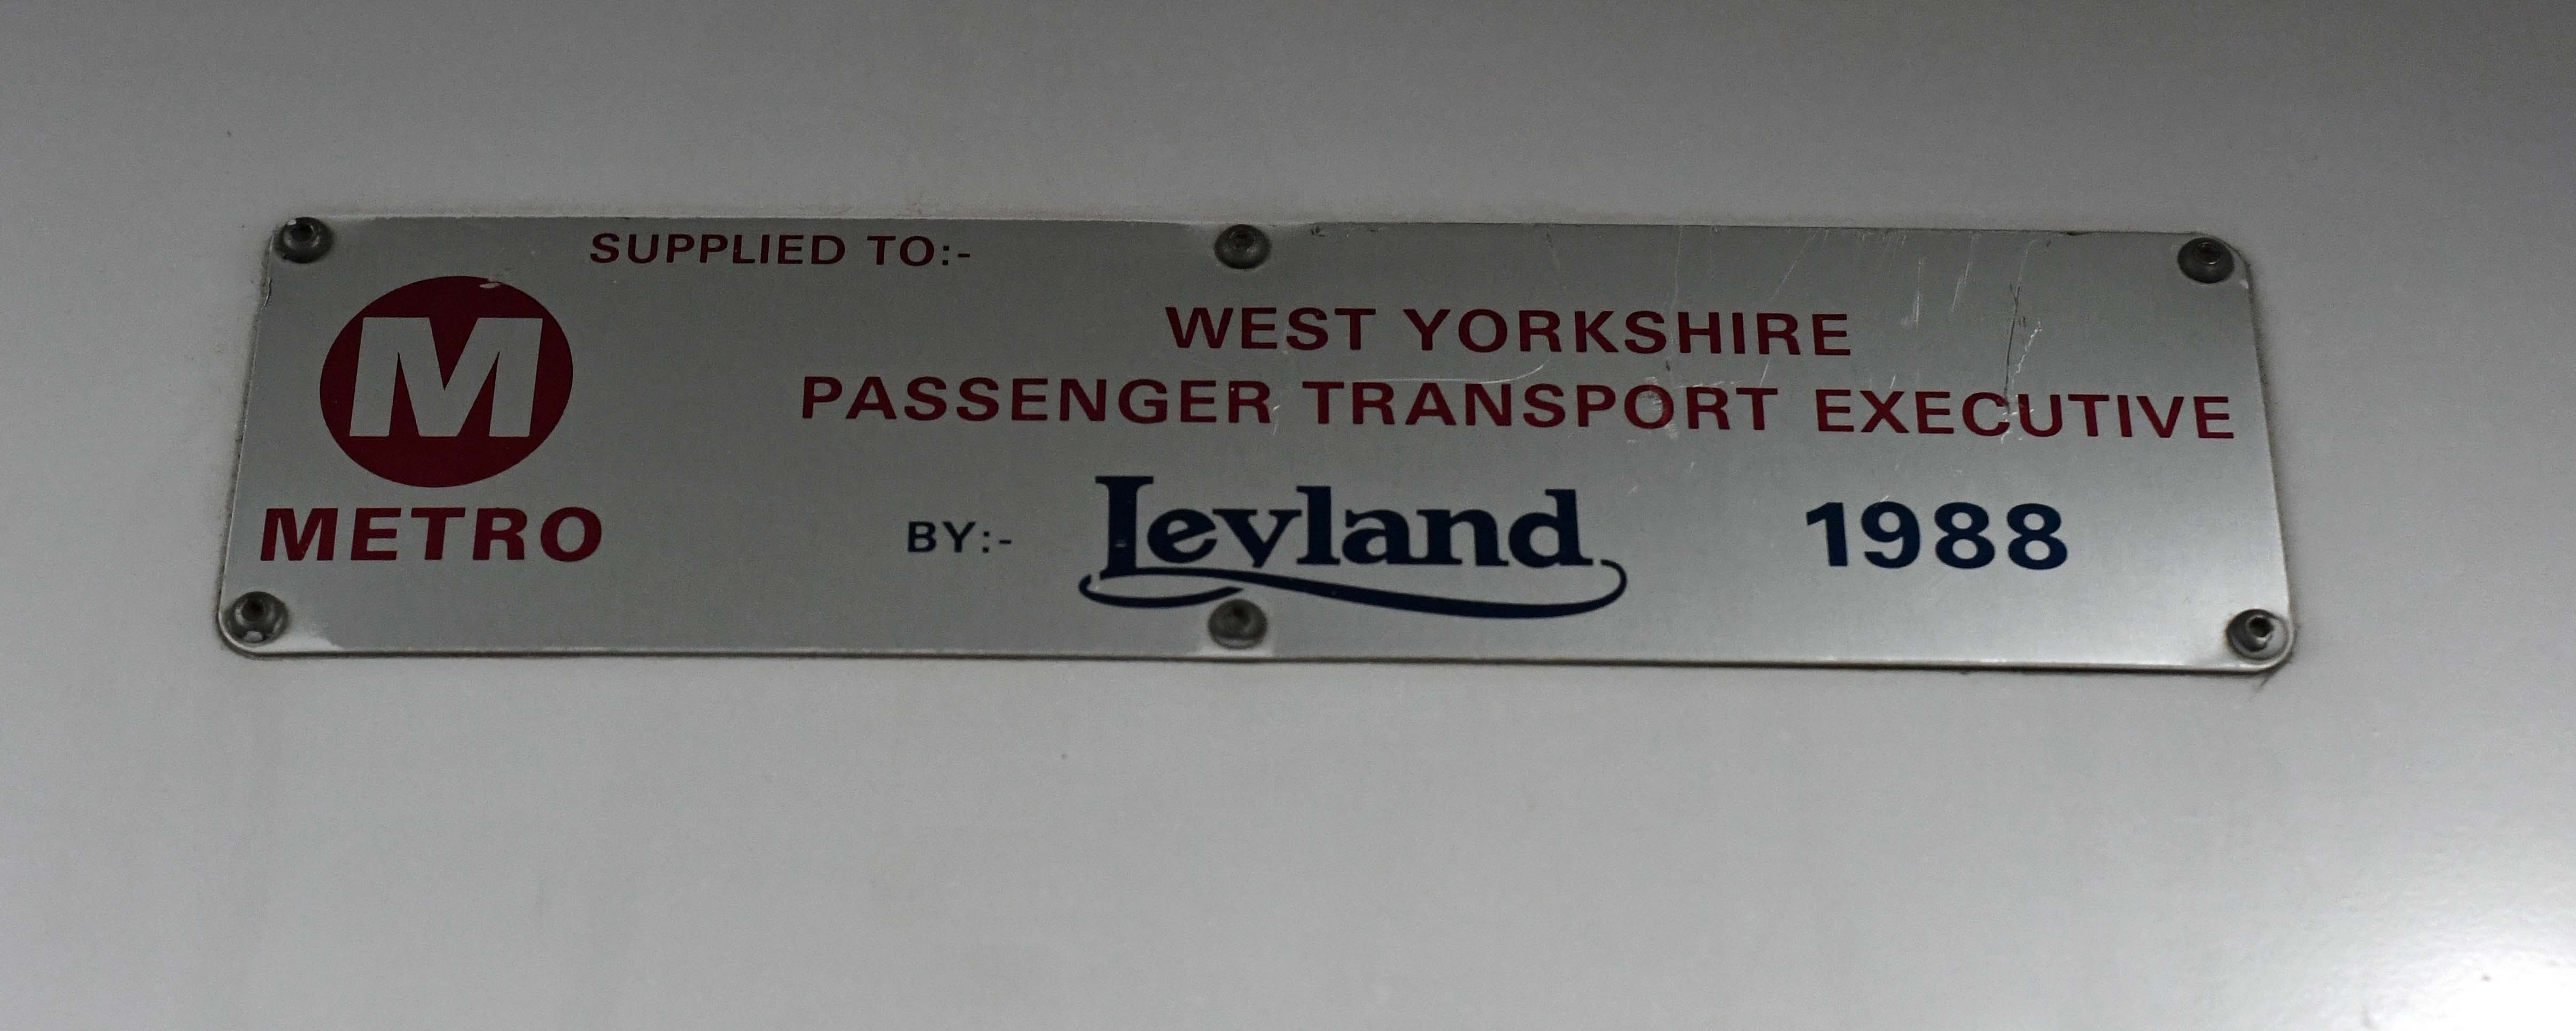 SUPPLIED TO:-
M
METRO
WEST YORKSHIRE
PASSENGER TRANSPORT EXECUTIVE
BY:- Leyland 1988